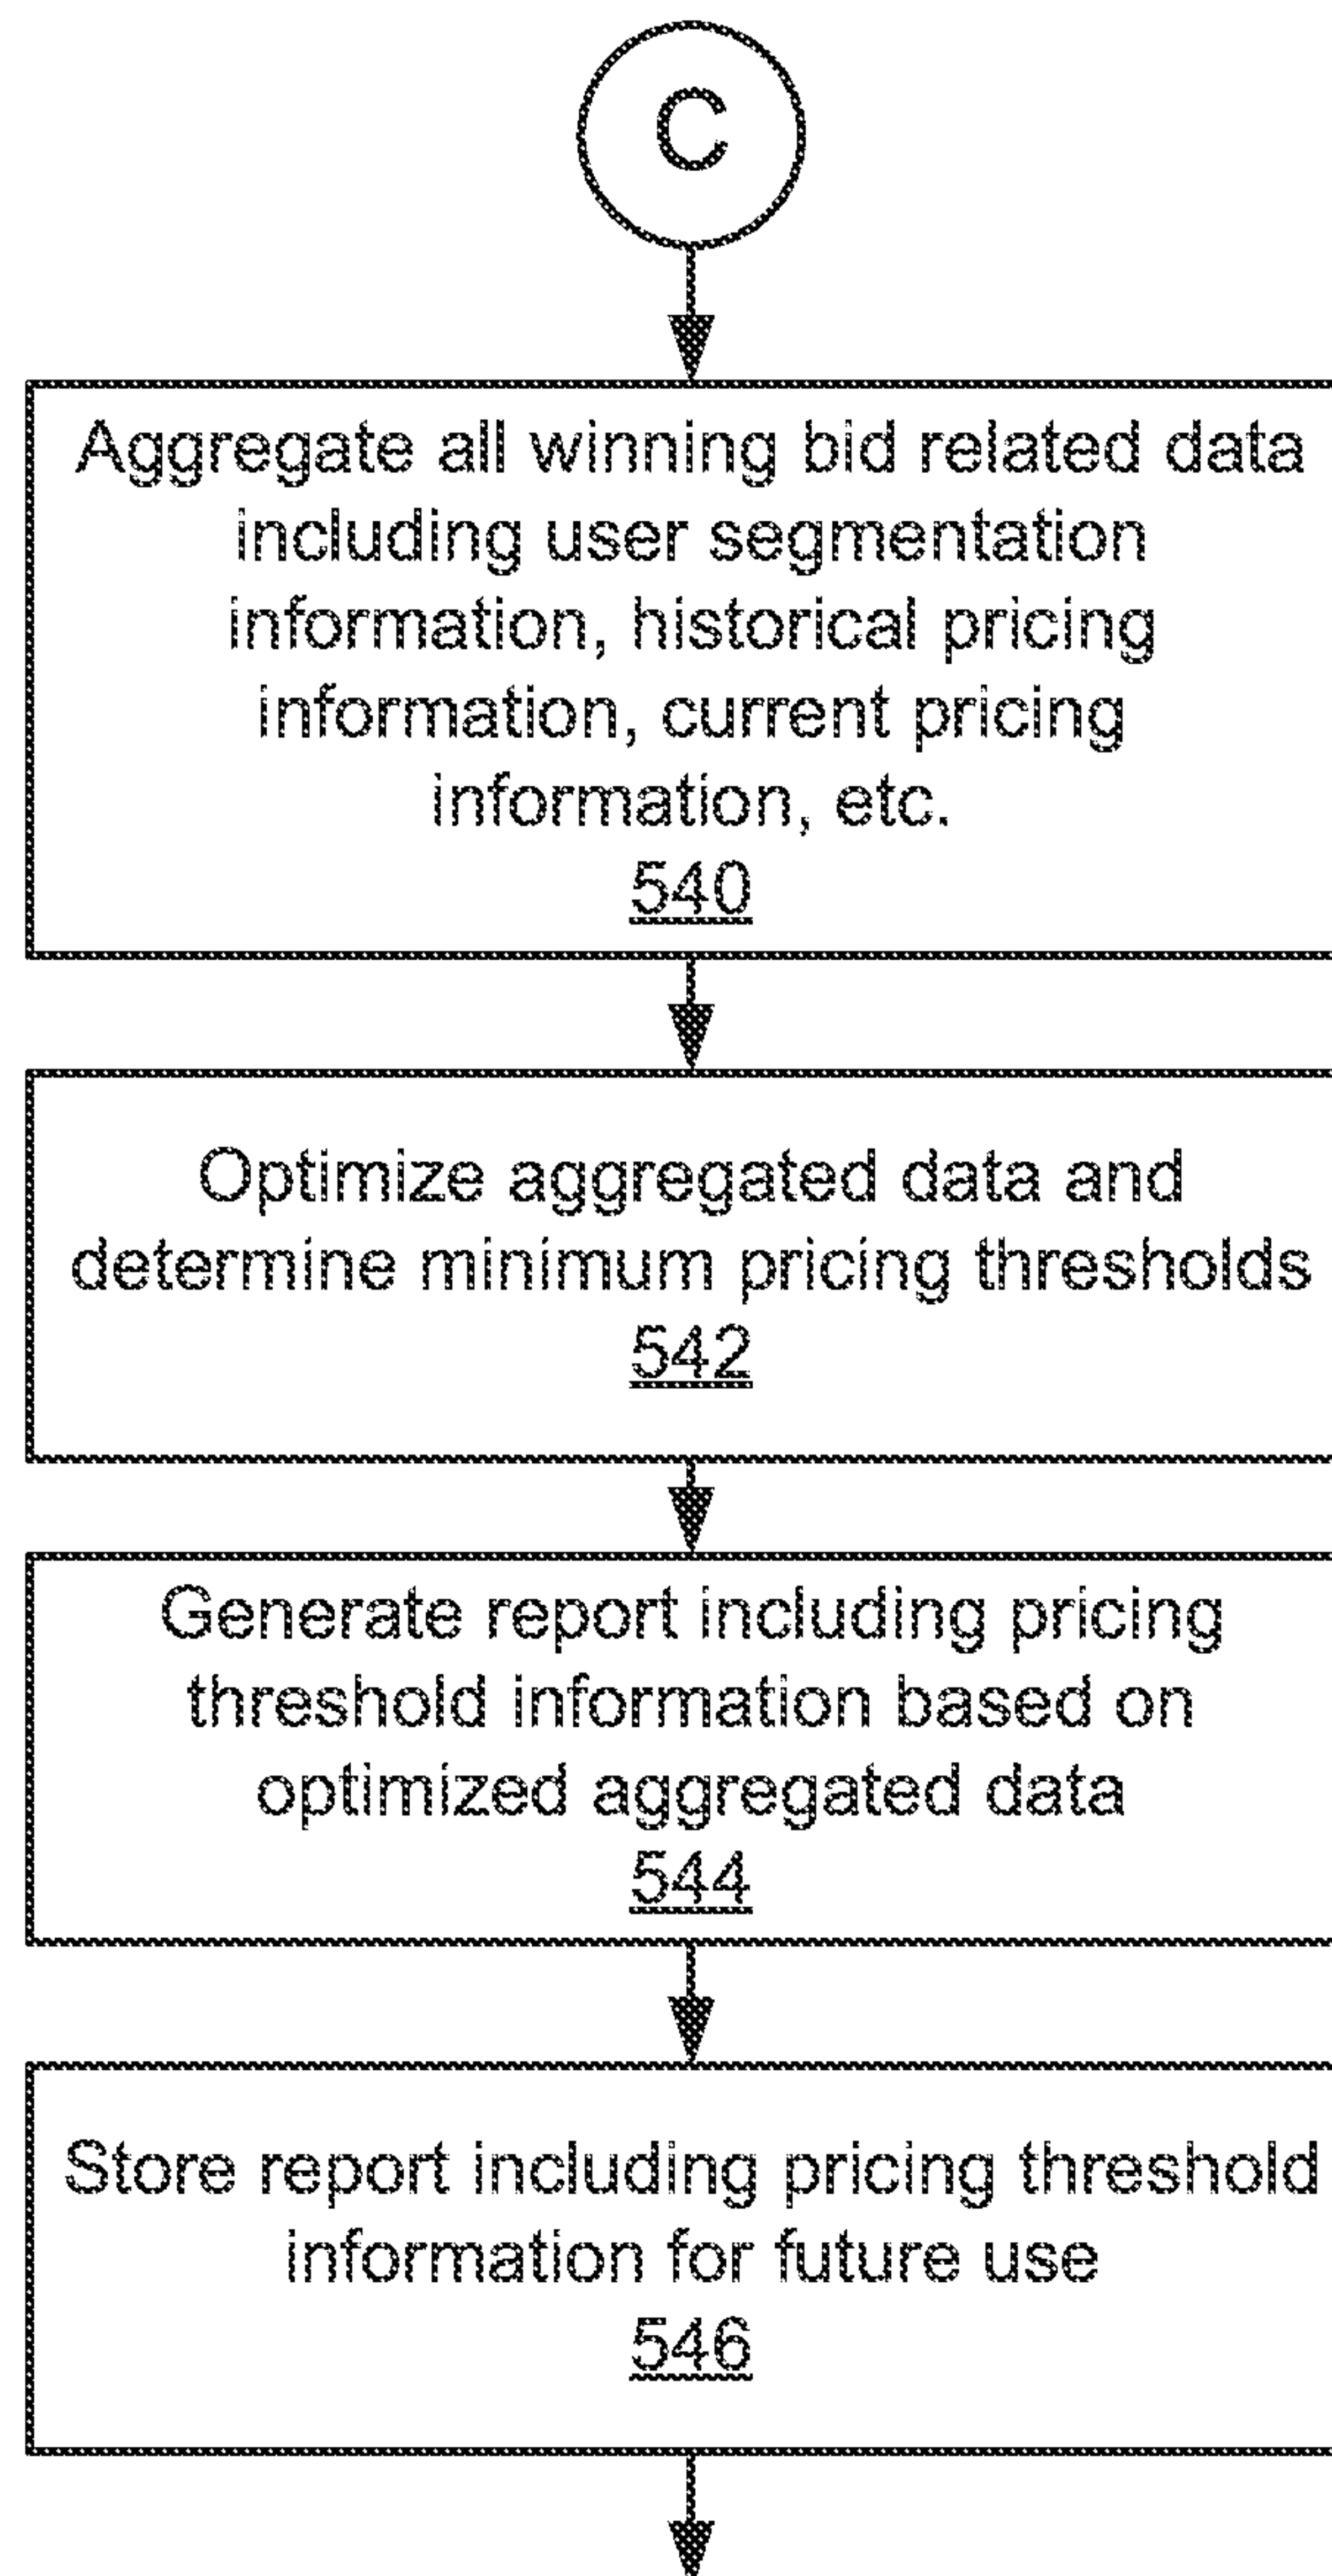 C
Aggregate all winning bid related data
including user segmentation
information, historical pricing
information, current pricing
information, etc.
540
Optimize aggregated data and
determine minimum pricing thresholds
542
Generate report including pricing
threshold information based on
optimized aggregated data
544
Store report including pricing threshold
information for future use
546